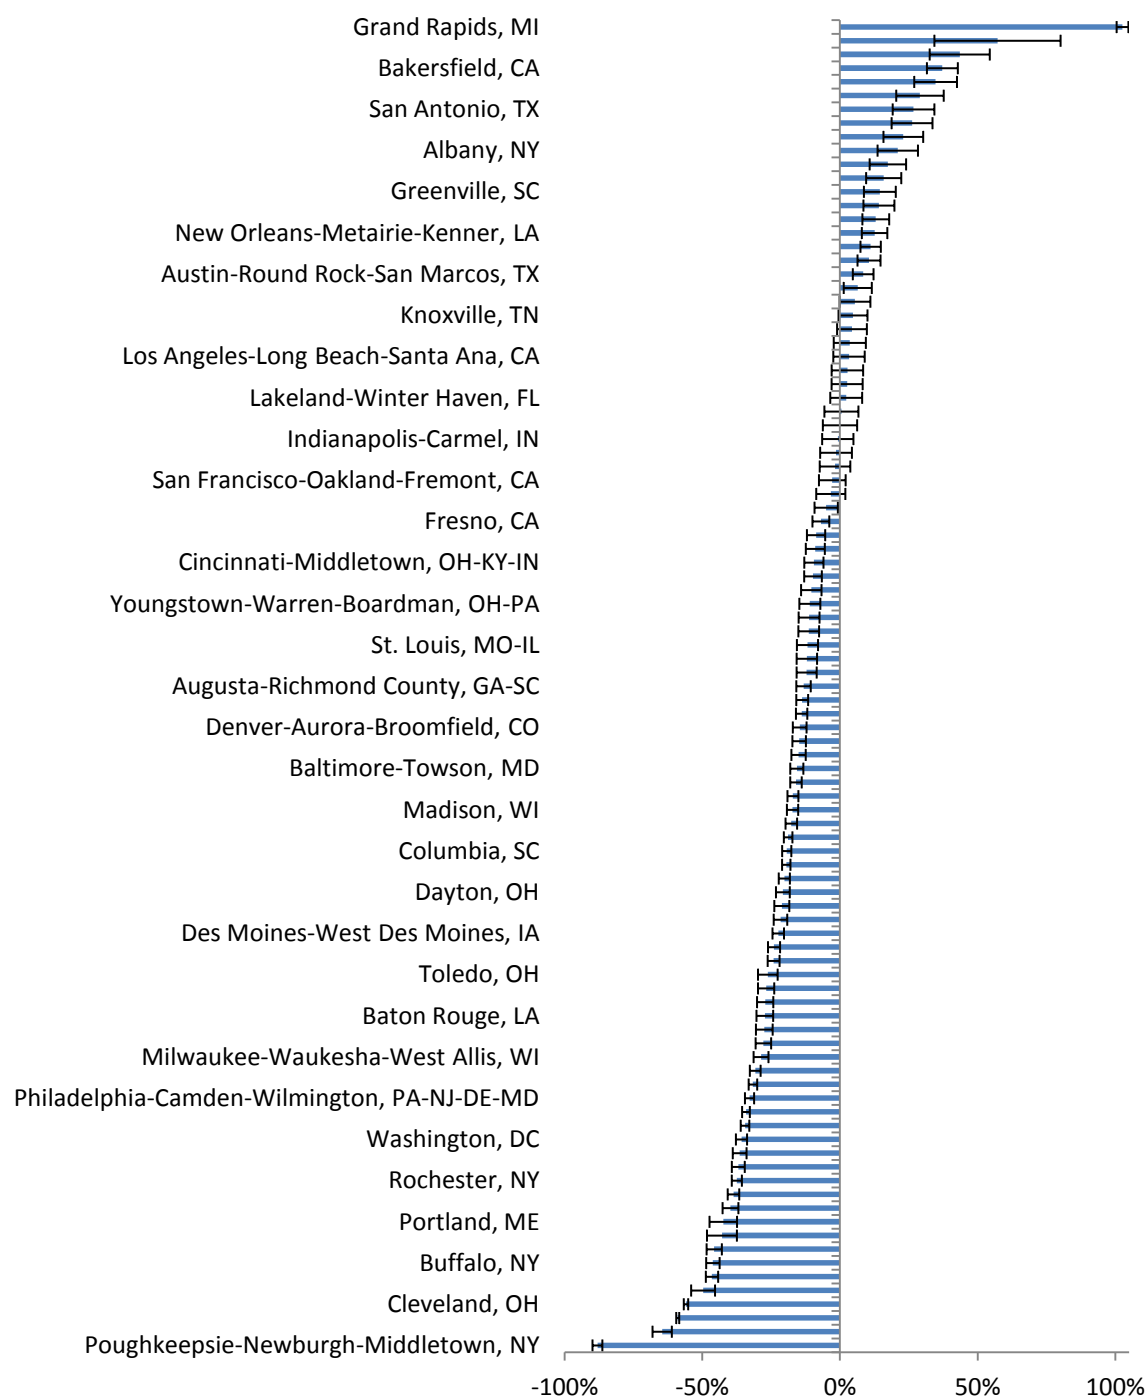 Grand Rapids, MI
Bakersfield, CA
San Antonio, TX
Albany, NY
Greenville, SC
New Orleans-Metairie-Kenner, LA
Austin-Round Rock-San Marcos, TX
Knoxville, TN
Los Angeles-Long Beach-Santa Ana, CA
Lakeland-Winter Haven, FL
Indianapolis-Carmel, IN
San Francisco-Oakland-Fremont, CA
Fresno, CA
Cincinnati-Middletown, OH-KY-IN
Youngstown-Warren-Boardman, OH-PA
St. Louis, MO-IL
Augusta-Richmond County, GA-SC
Denver-Aurora-Broomfield, CO
Baltimore-Towson, MD
Madison, WI
Columbia, SC
Dayton, OH
Des Moines-West Des Moines, IA
Toledo, OH
Baton Rouge, LA
Milwaukee-Waukesha-West Allis, WI
Philadelphia-Camden-Wilmington, PA-NJ-DE-MD
Washington, DC
Rochester, NY
Portland, ME
Buffalo, NY
Cleveland, OH
Poughkeepsie-Newburgh-Middletown, NY
-100% -50% 0% 50% 100%